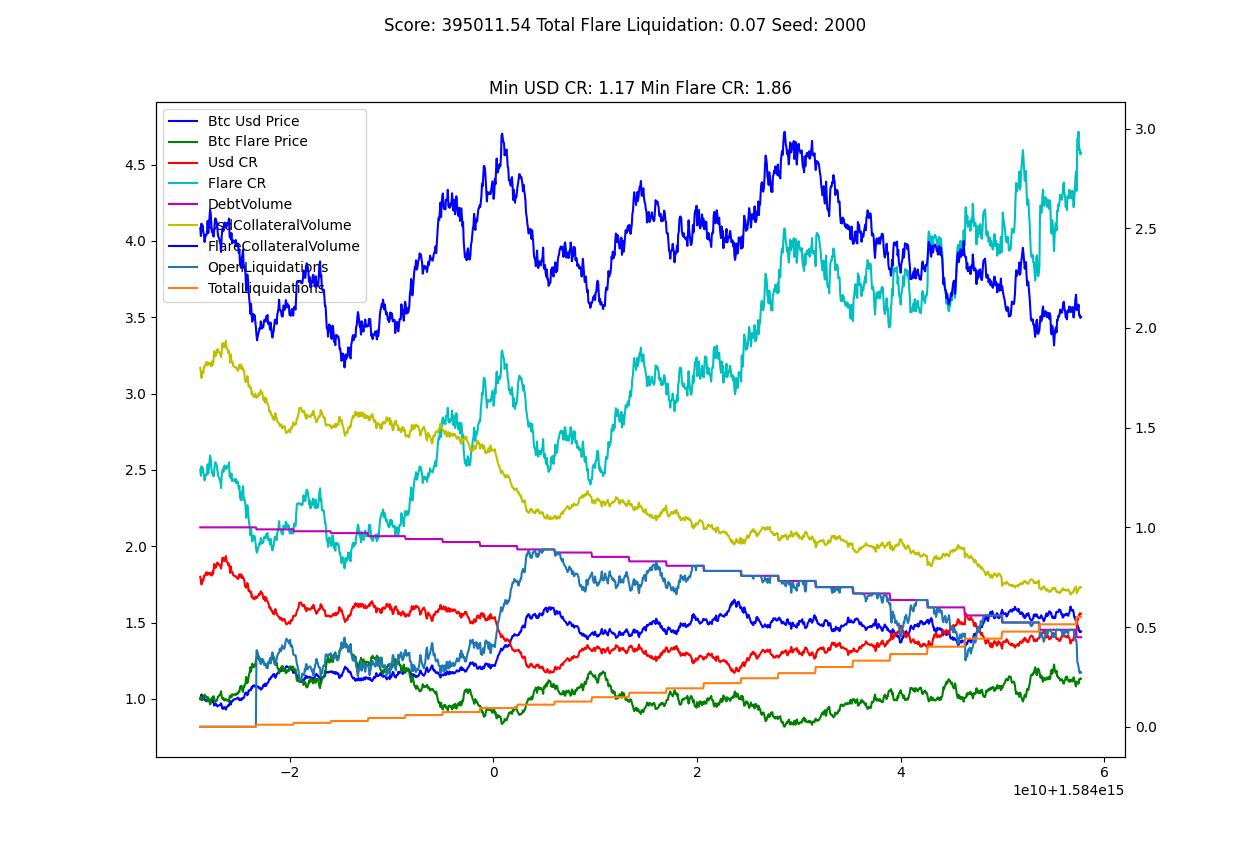 Score: 395011.54 Total Flare Liquidation: 0.07 Seed: 2000
Min USD CR: 1.17 Min Flare CR: 1.86
Btc Usd Price
Btc Flare Price
Usd CR
Flare CR
DebtVolume
UsdCollateralVolume
FlareCollateralVolume
OpenLiquidations
TotalLiquidations
4.5
4.0
3.5
3.0
2.5
2.0
1.5
1.0
3.0
2.5
2.0
1.5
1.0
0.5
0.0
−2
0
2
4
6
1e10+1.584e15